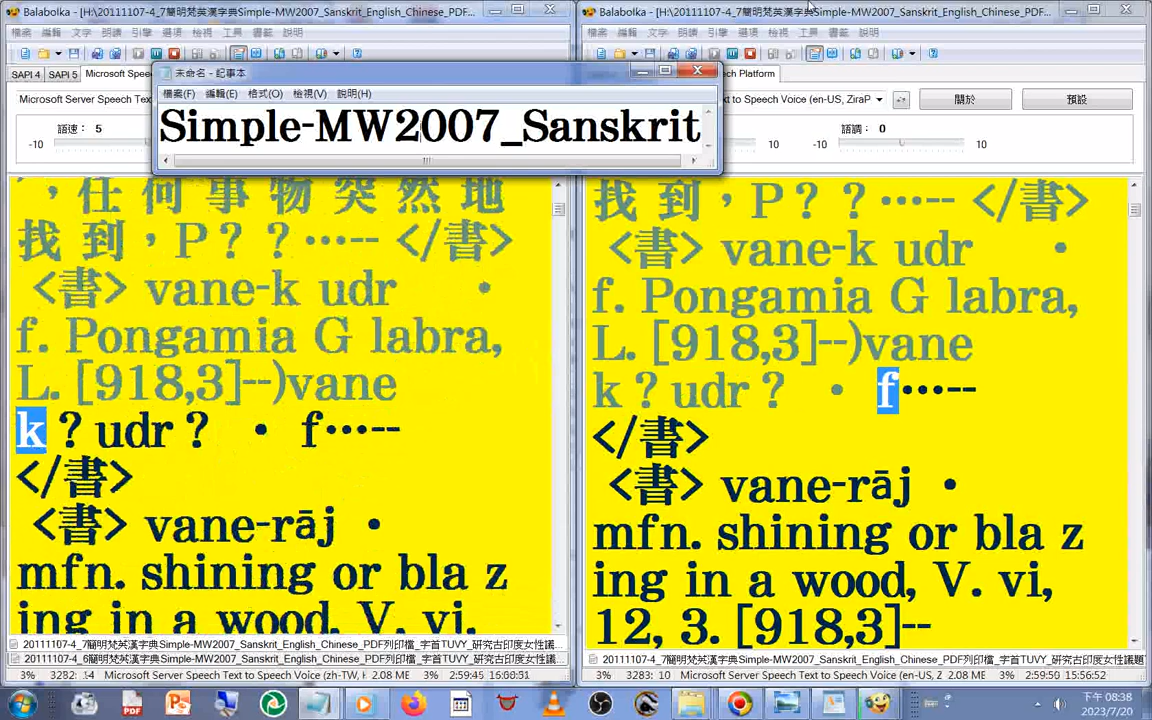 Balabolka - [H:\20111107-4_7簡明梵英漢字典Simple-MW2007_Sanskrit_English_Chinese_PDF...
檔案 編輯 文字 朗讀 引擎 選項 檢視 工具 書籤 說明
SAPI 4 SAPI 5 Microsoft Spee
Microsoft Server Speech Text
語速： 5
-10
未命名 - 記事本
檔案(F) 編輯(E) 格式(O) 檢視(V) 說明(H)
Simple-MW2007_Sanskrit
，任何事物突然地
找到，P？？…-- </書>
<書> vane-k udr •
f. Pongamia G labra,
L. [918,3]--)vane
k ? udr ? • f…--
</書>
<書> vane-rāj •
mfn. shining or bla z
ing in a wood, V. vi,
20111107-4_7簡明梵英漢字典Simple-MW2007_Sanskrit_English_Chinese_PDF列印檔_字首TUVY_研究古印度女性議...
20111107-4_6簡明梵英漢字典Simple-MW2007_Sanskrit_English_Chinese_PDF列印檔_字首TUVY_研究古印度女性議...
3% 3282: 14 Microsoft Server Speech Text to Speech Voice (zh-TW, H 2.08 MB 3% 2:59:45
Balabolka - [H:\20111107-4_7簡明梵英漢字典Simple-MW2007_Sanskrit_English_Chinese_PDF...
檔案 編輯 文字 朗讀 引擎 選項 檢視 工具 書籤 說明
ch Platform
t to Speech Voice (en-US, ZiraP
關於
預設
10
語調： 0
-10
10
找到，P？？…-- </書>
<書> vane-k udr •
f. Pongamia G labra,
L. [918,3]--)vane
k ? udr ? • f…--
</書>
<書> vane-rāj •
mfn. shining or bla z
ing in a wood, V. vi,
12, 3. [918,3]--
20111107-4_7簡明梵英漢字典Simple-MW2007_Sanskrit_English_Chinese_PDF列印檔_字首TUVY_研究古印度女性議題
3% 3283: 10 Microsoft Server Speech Text to Speech Voice (en-US, 2.08 MB 3% 2:59:50 15:56:52
下午 08:38
2023/7/20